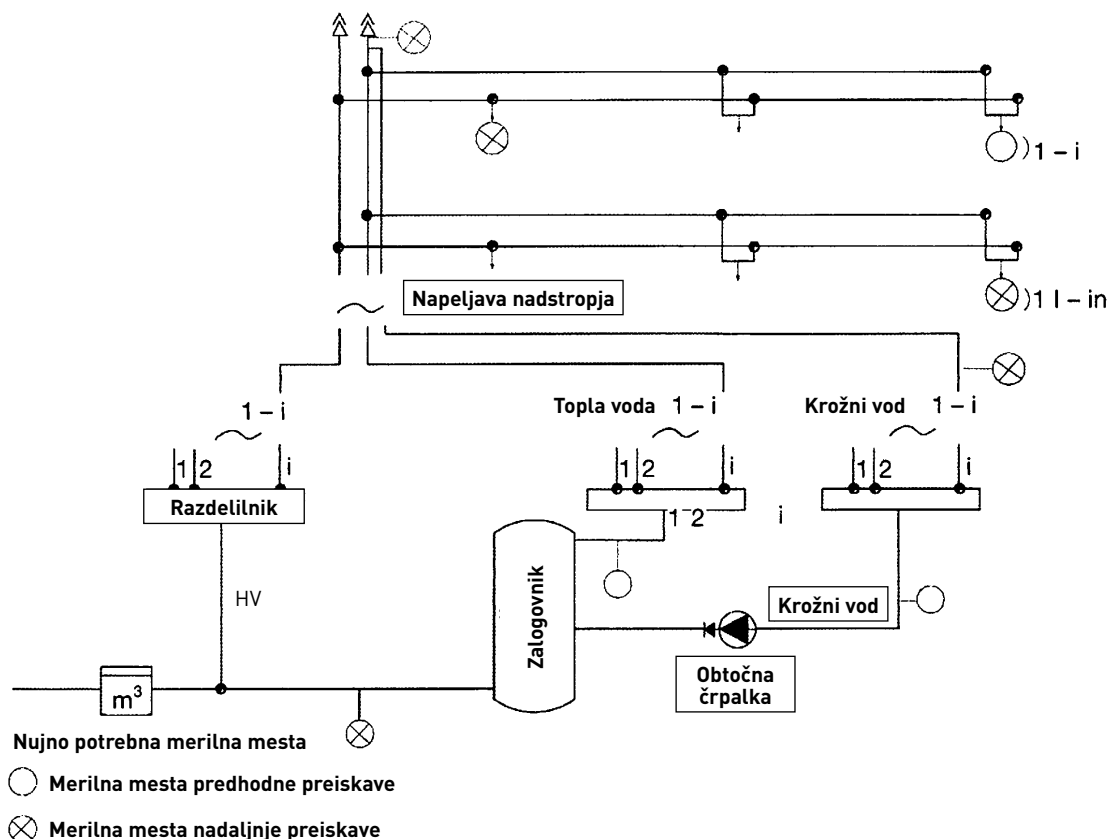 1 – i
1 I – in
Napeljava nadstropja
1 – i
Topla voda 1 – i
Krožni vod 1 – i
1 2 i
1 2 i
1 2 i
Razdelilnik
1 2 i
Zalogovnik
HV
Krožni vod
Obtočna
črpalka
m³
Nujno potrebna merilna mesta
Merilna mesta predhodne preiskave
Merilna mesta nadaljnje preiskave